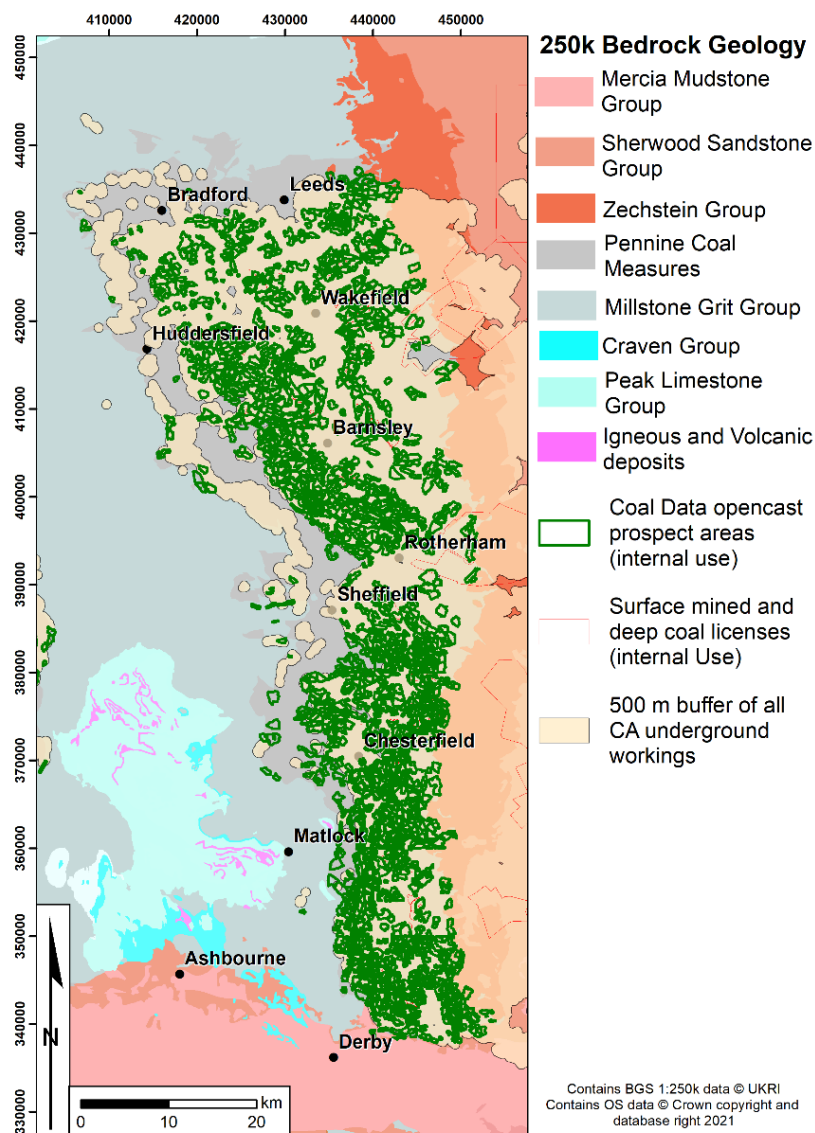 410000 420000 430000 440000 450000
450000
440000
430000
420000
410000
400000
390000
380000
370000
360000
350000
340000
330000
Bradford
Leeds
Wakefield
Huddersfield
Barnsley
Rotherham
Sheffield
Chesterfield
Matlock
Ashbourne
Derby
N
km
0 10 20
250k Bedrock Geology
Mercia Mudstone
Group
Sherwood Sandstone
Group
Zechstein Group
Pennine Coal
Measures
Millstone Grit Group
Craven Group
Peak Limestone
Group
Igneous and Volcanic
deposits
Coal Data opencast
prospect areas
(internal use)
Surface mined and
deep coal licenses
(internal Use)
500 m buffer of all
CA underground
workings
Contains BGS 1:250k data © UKRI
Contains OS data © Crown copyright and
database right 2021